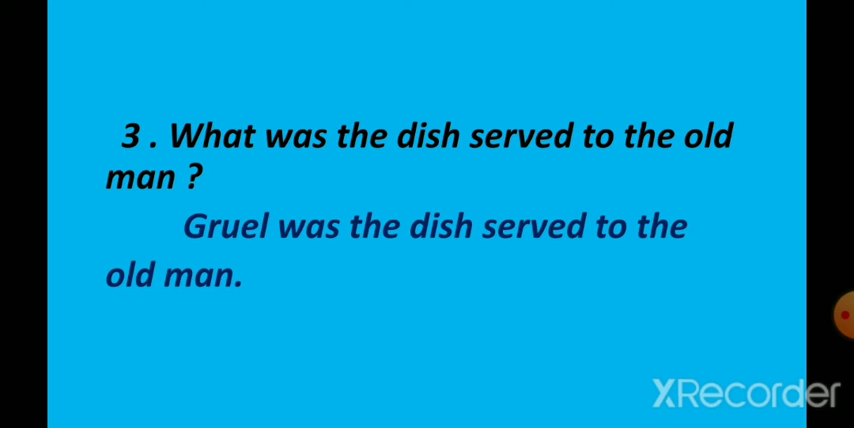 3 . What was the dish served to the old
man ?
Gruel was the dish served to the
old man.
XRecorder